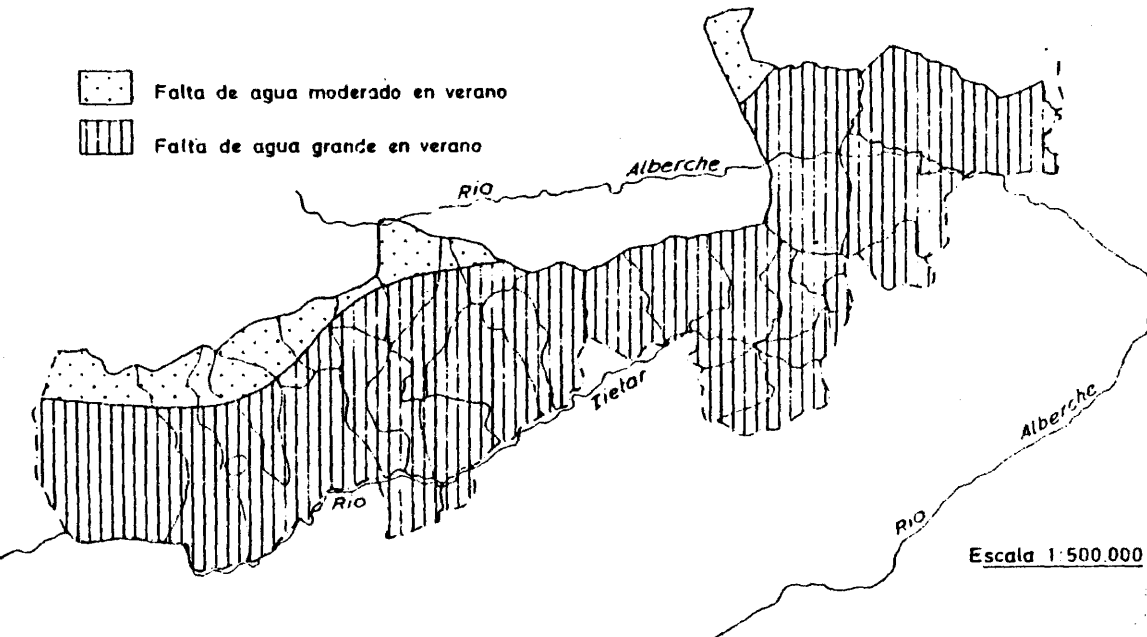 Falta de agua moderado en verano
Falta de agua grande en verano
Rio Alberche
Rio Tietar
Alberche
Rio
Escala 1:500.000